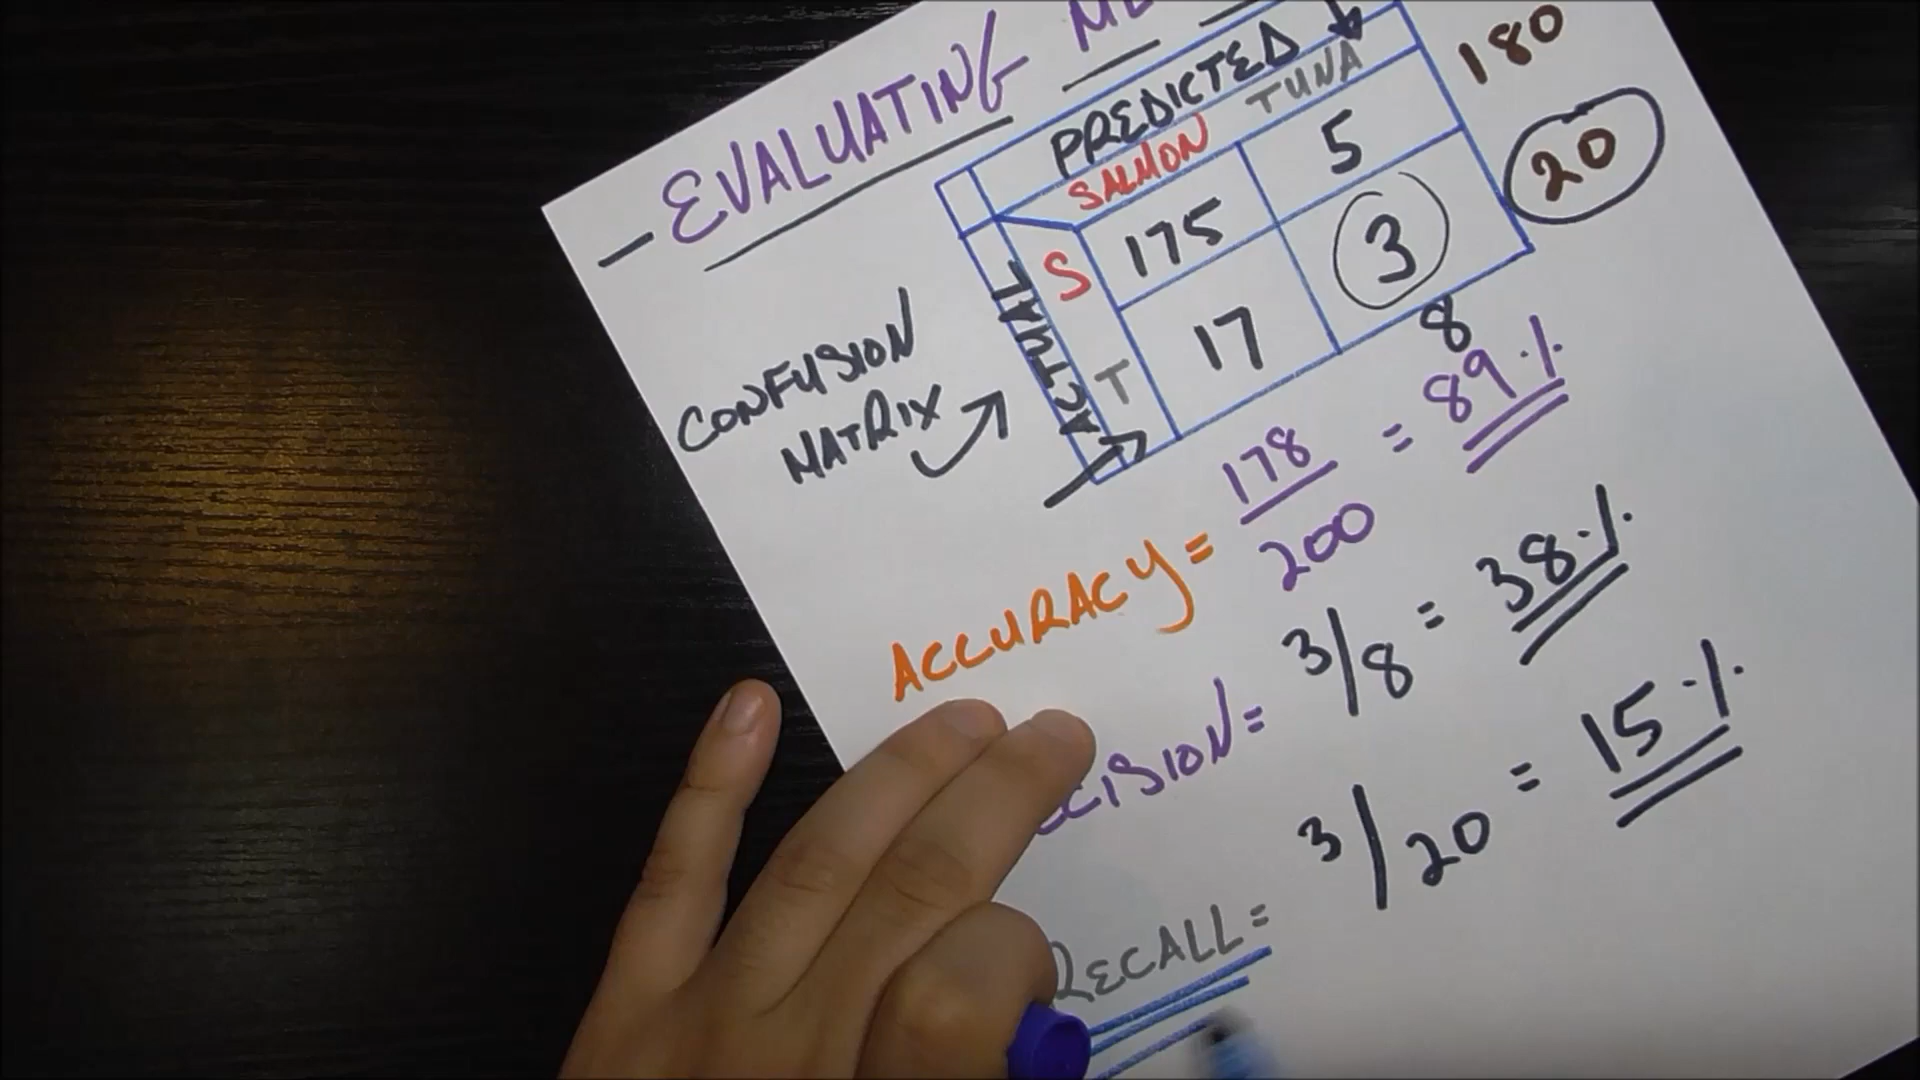 EVALUATING
PREDICTED
SALMON TUNA
ACTUAL
S 175 5 180
T 17 3 20
8
CONFUSION
MATRIX
ACCURACY = 178/200 = 89%
CISION = 3/8 = 38%
RECALL = 3/20 = 15%